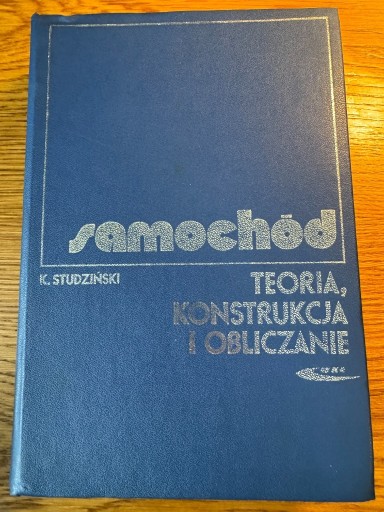 samochód
K. STUDZIŃSKI
TEORIA,
KONSTRUKCJA
I OBLICZANIE